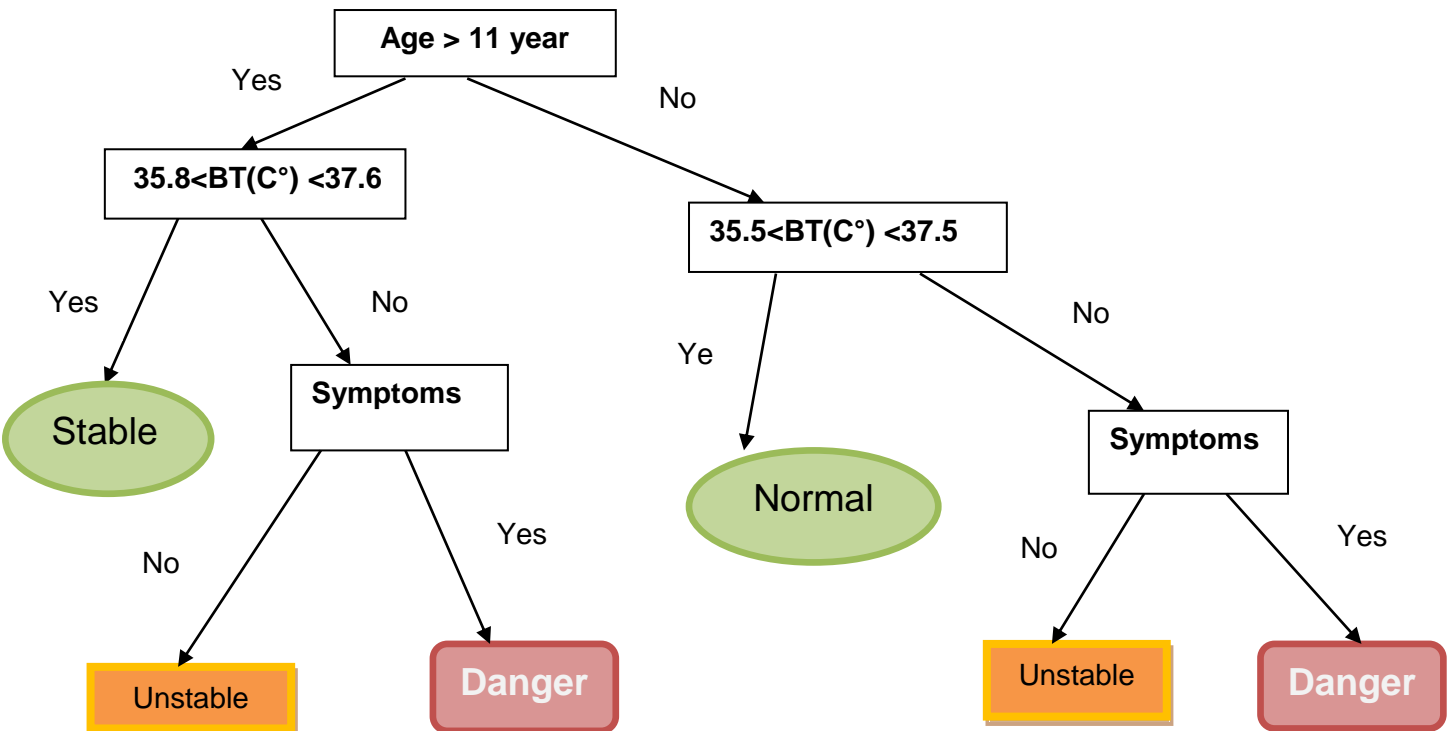 Age > 11 year
Yes
No
35.8<BT(C°) <37.6
35.5<BT(C°) <37.5
Yes
No
No
Ye
Symptoms
Stable
Symptoms
Normal
Yes
No
No
Yes
Unstable
Danger
Unstable
Danger